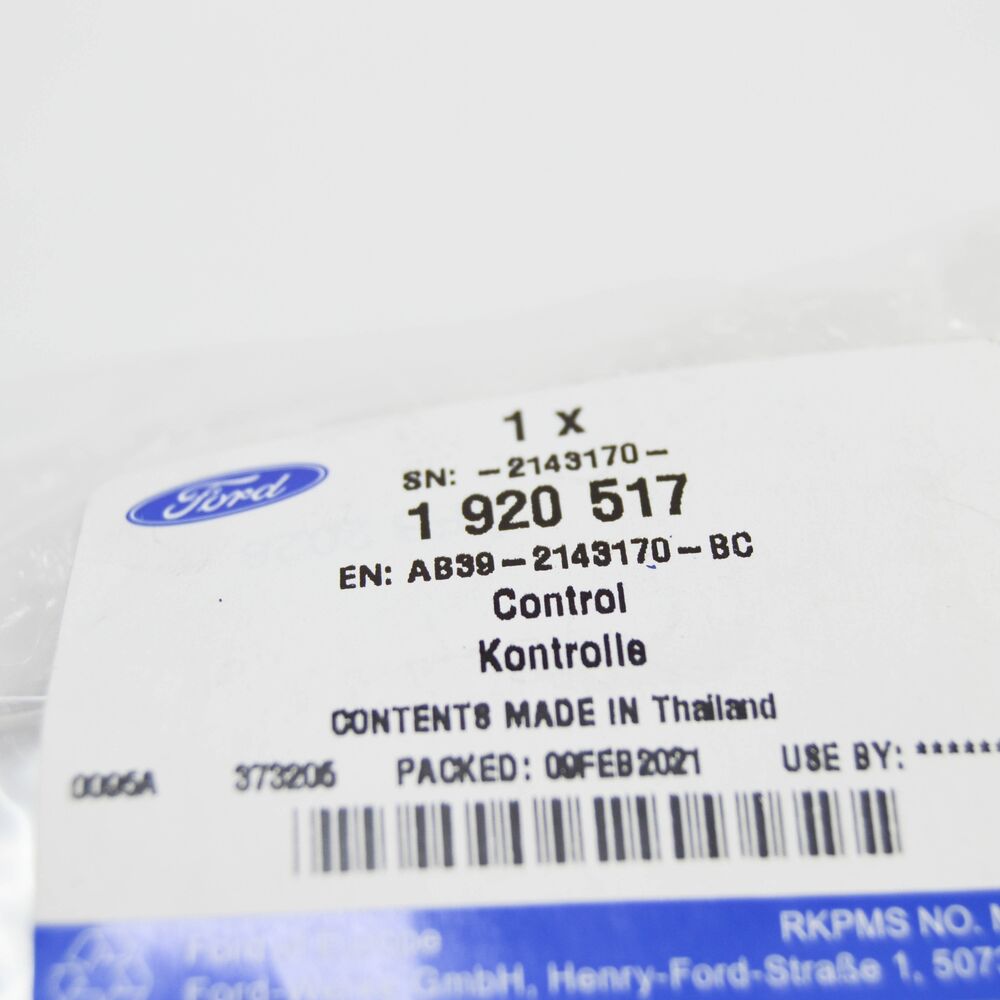 1 x
Ford
SN: -2143170-
1 920 517
EN: AB39-2143170-BC
Control
Kontrolle
CONTENTS MADE IN Thailand
0095A 373206 PACKED: 09FEB2021 USE BY: ******
RKPMS NO.
GmbH, Henry-Ford-Straße 1,